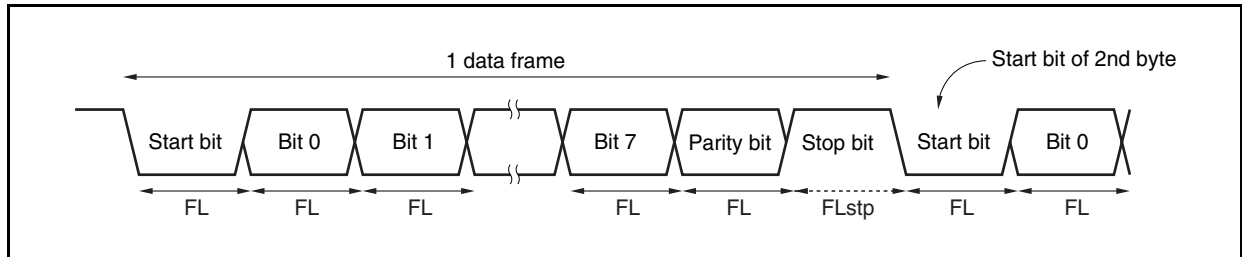 1 data frame
Start bit of 2nd byte
Start bit Bit 0 Bit 1 Bit 7 Parity bit Stop bit Start bit Bit 0
FL FL FL FL FL FLstp FL FL